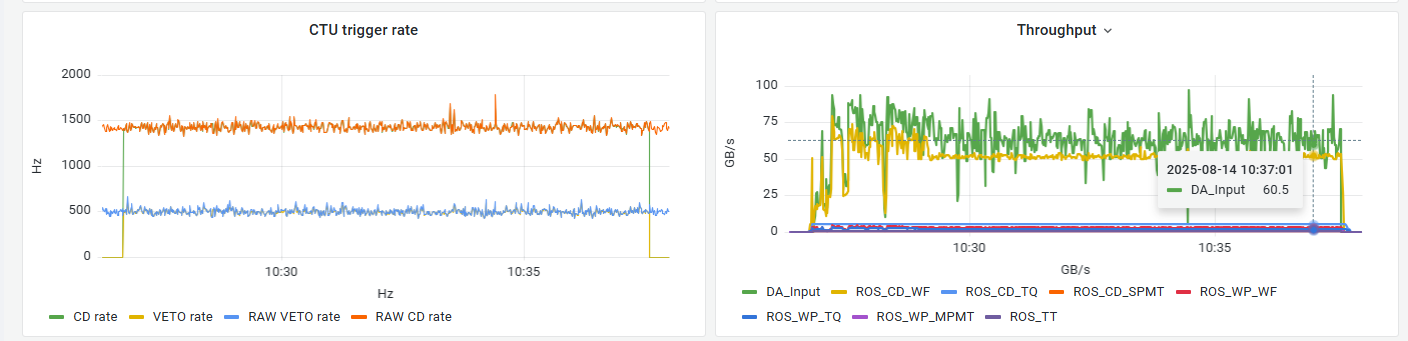 CTU trigger rate
2000
1500
1000
500
0
Hz
10:30
10:35
Hz
CD rate VETO rate RAW VETO rate RAW CD rate
Throughput
100
75
50
25
0
GB/s
2025-08-14 10:37:01
DA_Input 60.5
10:30
10:35
GB/s
DA_Input ROS_CD_WF ROS_CD_TQ ROS_CD_SPMT ROS_WP_WF
ROS_WP_TQ ROS_WP_MPMT ROS_TT